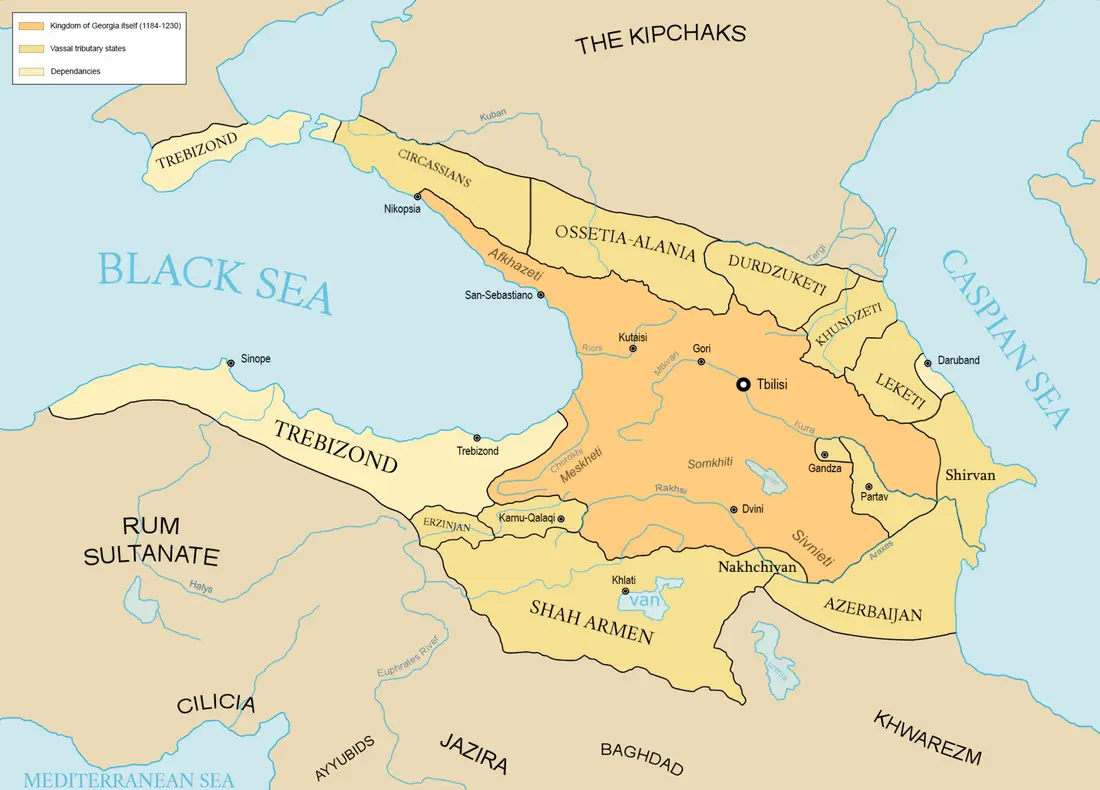 Kingdom of Georgia itself (1184-1230)
Vassal tributary states
Dependancies
THE KIPCHAKS
TREBIZOND
Kuban
CIRCASSIANS
Nikopsia
OSSETIA-ALANIA
Tergi
DURDZUKETI
BLACK SEA
Afkhazeti
San-Sebastiano
CASPIAN SEA
KHUNDZETI
Kutaisi
Rioni
Gori
Mtkvari
Tbilisi
Sinope
Daruband
LEKETI
TREBIZOND
Trebizond
Kura
Chorokhi
Meskheti
Somkhiti
Gandza
Shirvan
Partav
Rakhsi
Dvini
ERZINJAN
Karnu-Qalaqi
RUM
SULTANATE
Sivnieti
Araxes
Nakhchivan
Halys
Khlati
van
SHAH ARMEN
AZERBAIJAN
Euphrates River
urmia
CILICIA
AYYUBIDS
JAZIRA
BAGHDAD
KHWAREZM
MEDITERRANEAN SEA